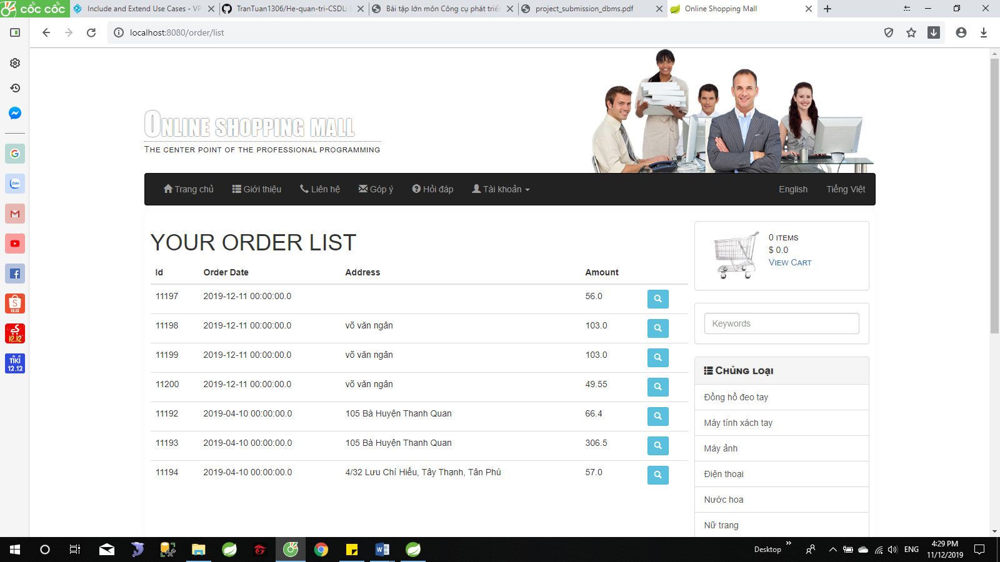 cốc cốc
Include and Extend Use Cases - VP
TranTuan1306/He-quan-tri-CSDL:
Bài tập lớn môn Công cụ phát triển
project_submission_dbms.pdf
Online Shopping Mall
localhost:8080/order/list
Online shopping mall
The center point of the professional programming
Trang chủ
Giới thiệu
Liên hệ
Góp ý
Hỏi đáp
Tài khoản
English
Tiếng Việt
YOUR ORDER LIST
Id Order Date Address Amount
11197 2019-12-11 00:00:00.0 56.0
11198 2019-12-11 00:00:00.0 võ văn ngân 103.0
11199 2019-12-11 00:00:00.0 võ văn ngân 103.0
11200 2019-12-11 00:00:00.0 võ văn ngân 49.55
11192 2019-04-10 00:00:00.0 105 Bà Huyện Thanh Quan 66.4
11193 2019-04-10 00:00:00.0 105 Bà Huyện Thanh Quan 306.5
11194 2019-04-10 00:00:00.0 4/32 Lưu Chí Hiếu, Tây Thạnh, Tân Phú 57.0
0 items
$ 0.0
View Cart
Keywords
Chủng loại
Đồng hồ đeo tay
Máy tính xách tay
Máy ảnh
Điện thoại
Nước hoa
Nữ trang
Zalo
12.12
12.12
TIKI
12.12
Desktop
ENG
4:29 PM
11/12/2019